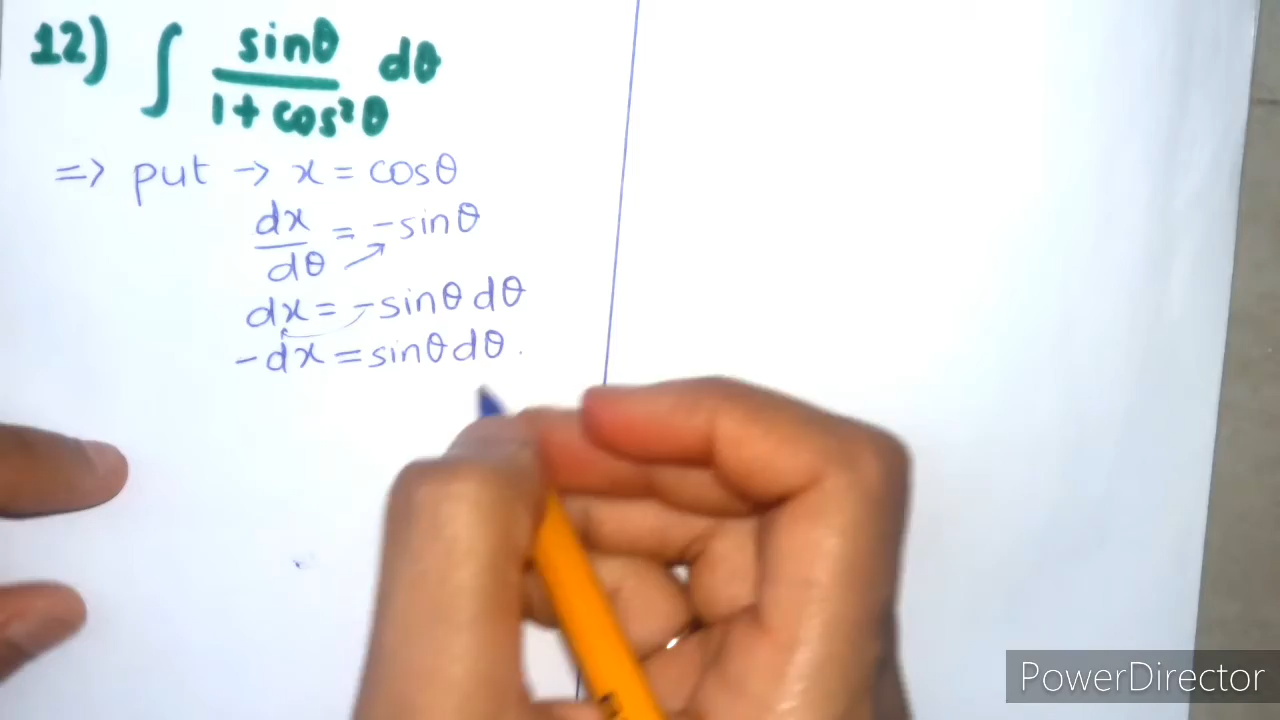 12) ∫ sinθ / 1 + cos²θ dθ
=> put → x = cosθ
dx / dθ = -sinθ
dx = -sinθ dθ
-dx = sinθ dθ.
PowerDirector